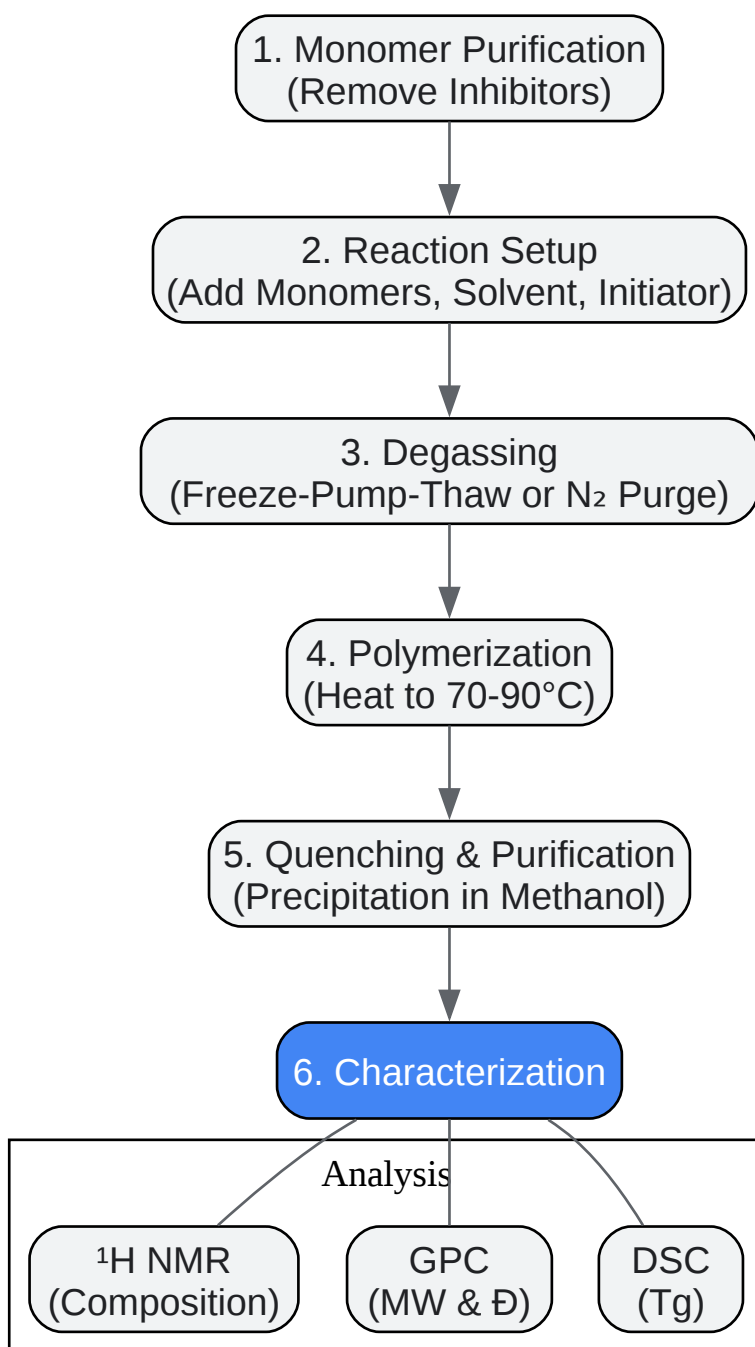 1. Monomer Purification
(Remove Inhibitors)
2. Reaction Setup
(Add Monomers, Solvent, Initiator)
3. Degassing
(Freeze-Pump-Thaw or N₂ Purge)
4. Polymerization
(Heat to 70-90°C)
5. Quenching & Purification
(Precipitation in Methanol)
6. Characterization
Analysis
¹H NMR
(Composition)
GPC
(MW & Đ)
DSC
(Tg)